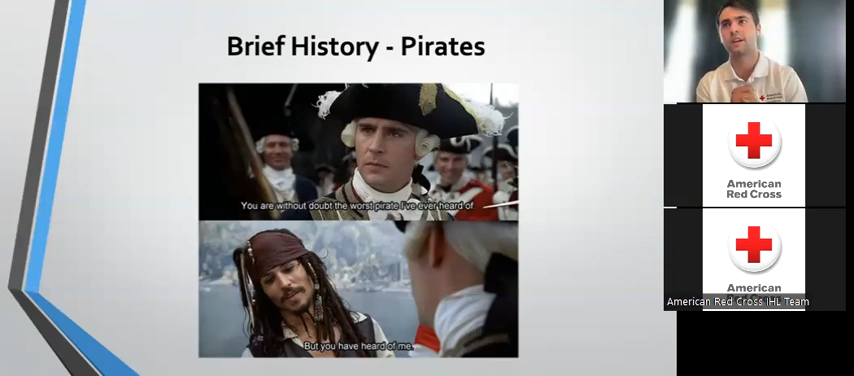 Brief History - Pirates
You are without doubt the worst pirate I've ever heard of
But you have heard of me.
American
Red Cross
American
Red Cross
American Red Cross IHL Team